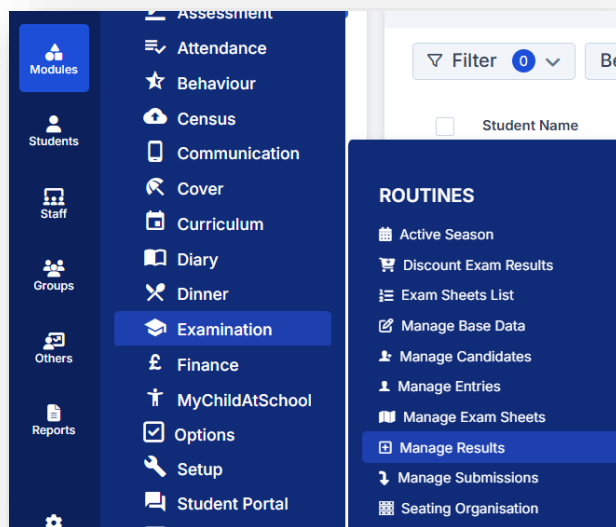 Modules
Students
Staff
Groups
Others
Reports
Assessment
Attendance
Behaviour
Census
Communication
Cover
Curriculum
Diary
Dinner
Examination
Finance
MyChildAtSchool
Options
Setup
Student Portal
Filter 0
Be
Student Name
ROUTINES
Active Season
Discount Exam Results
Exam Sheets List
Manage Base Data
Manage Candidates
Manage Entries
Manage Exam Sheets
Manage Results
Manage Submissions
Seating Organisation